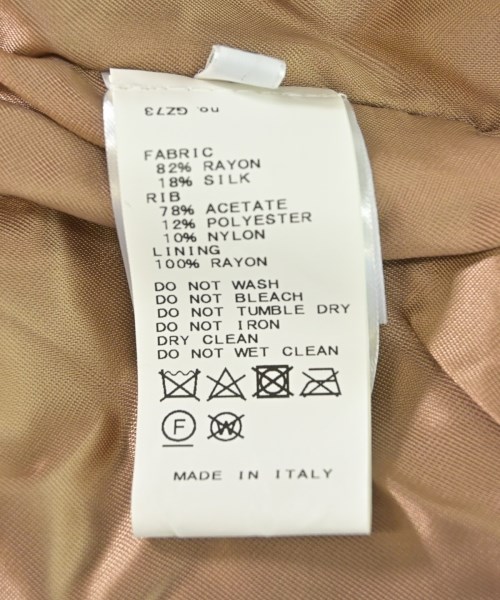 no. GZ73
FABRIC
82% RAYON
18% SILK
RIB
78% ACETATE
12% POLYESTER
10% NYLON
LINING
100% RAYON
DO NOT WASH
DO NOT BLEACH
DO NOT TUMBLE DRY
DO NOT IRON
DRY CLEAN
DO NOT WET CLEAN
F W
MADE IN ITALY